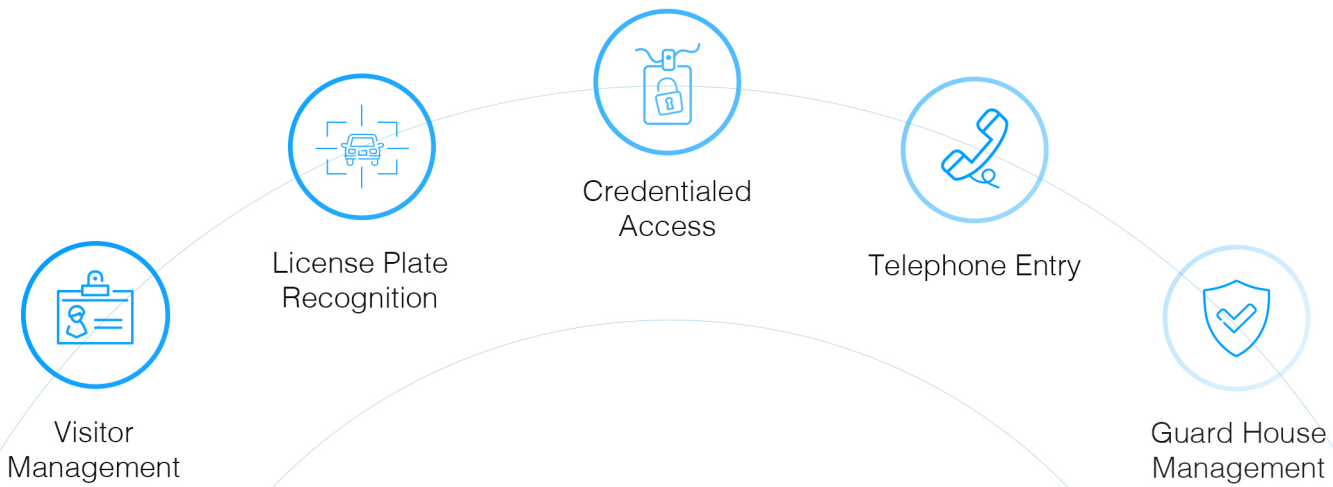 Visitor
Management
License Plate
Recognition
Credentialed
Access
Telephone Entry
Guard House
Management